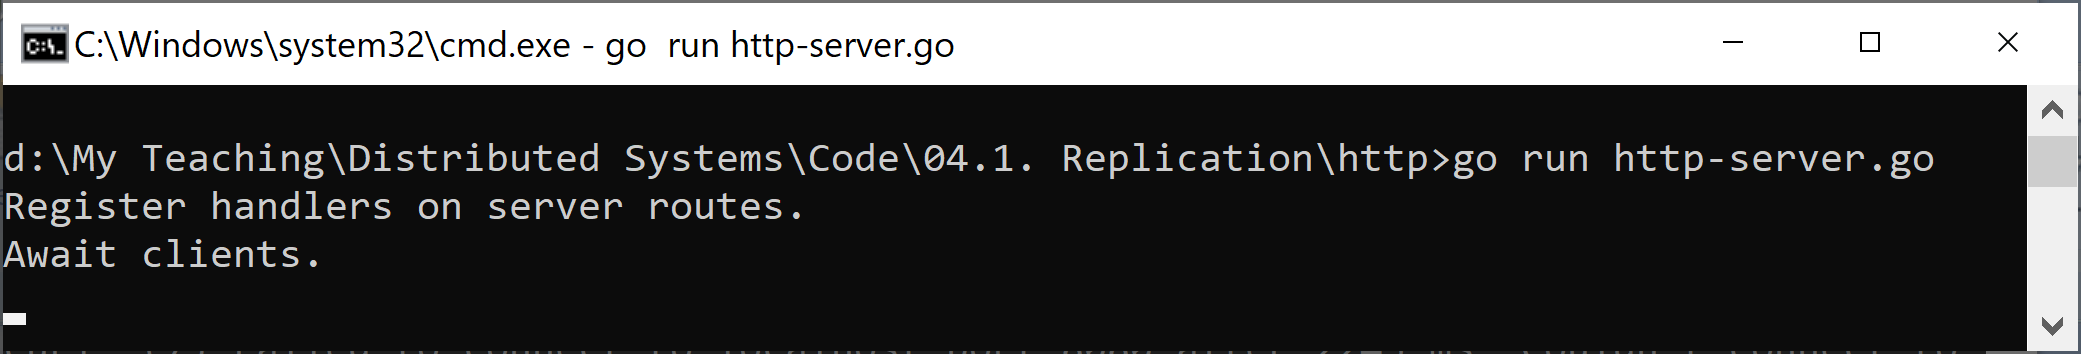 C:\Windows\system32\cmd.exe - go  run http-server.go
d:\My Teaching\Distributed Systems\Code\04.1. Replication\http>go run http-server.go
Register handlers on server routes.
Await clients.